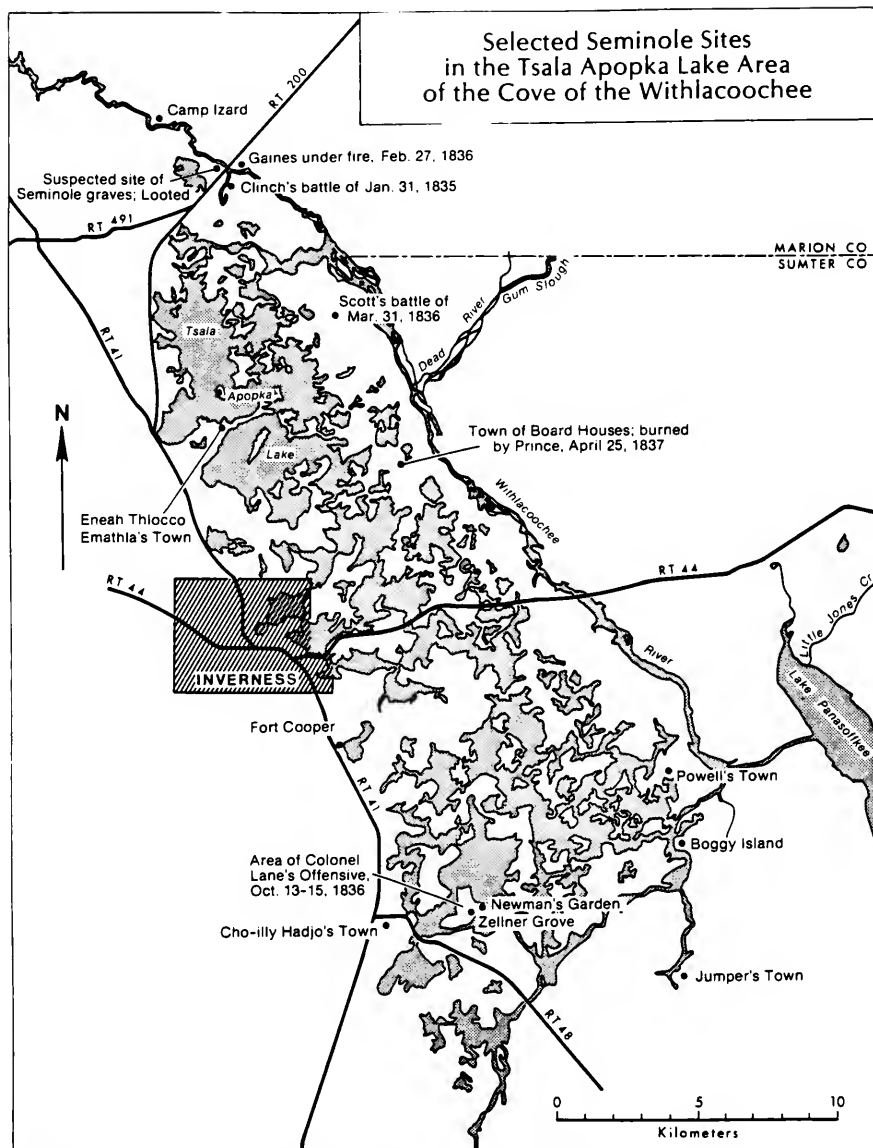 Selected Seminole Sites
in the Tsala Apopka Lake Area
of the Cove of the Withlacoochee
RT 200
Camp Izard
Gaines under fire, Feb. 27, 1836
Suspected site of
Seminole graves; Looted
Clinch's battle of Jan. 31, 1835
RT 491
MARION CO
SUMTER CO
Gum Slough
River
Dead
Scott's battle of
Mar. 31, 1836
Tsala
RT 41
Apopka
N
Lake
Town of Board Houses; burned
by Prince, April 25, 1837
Withlacoochee
Eneah Thlocco
Emathla's Town
RT 44
RT 44
Little Jones Cr.
River
INVERNESS
Lake Panasoffkee
Fort Cooper
Powell's Town
RT 41
Boggy Island
Area of Colonel
Lane's Offensive,
Oct. 13-15, 1836
Newman's Garden
Zellner Grove
Cho-illy Hadjo's Town
Jumper's Town
RT 48
0 5 10
Kilometers